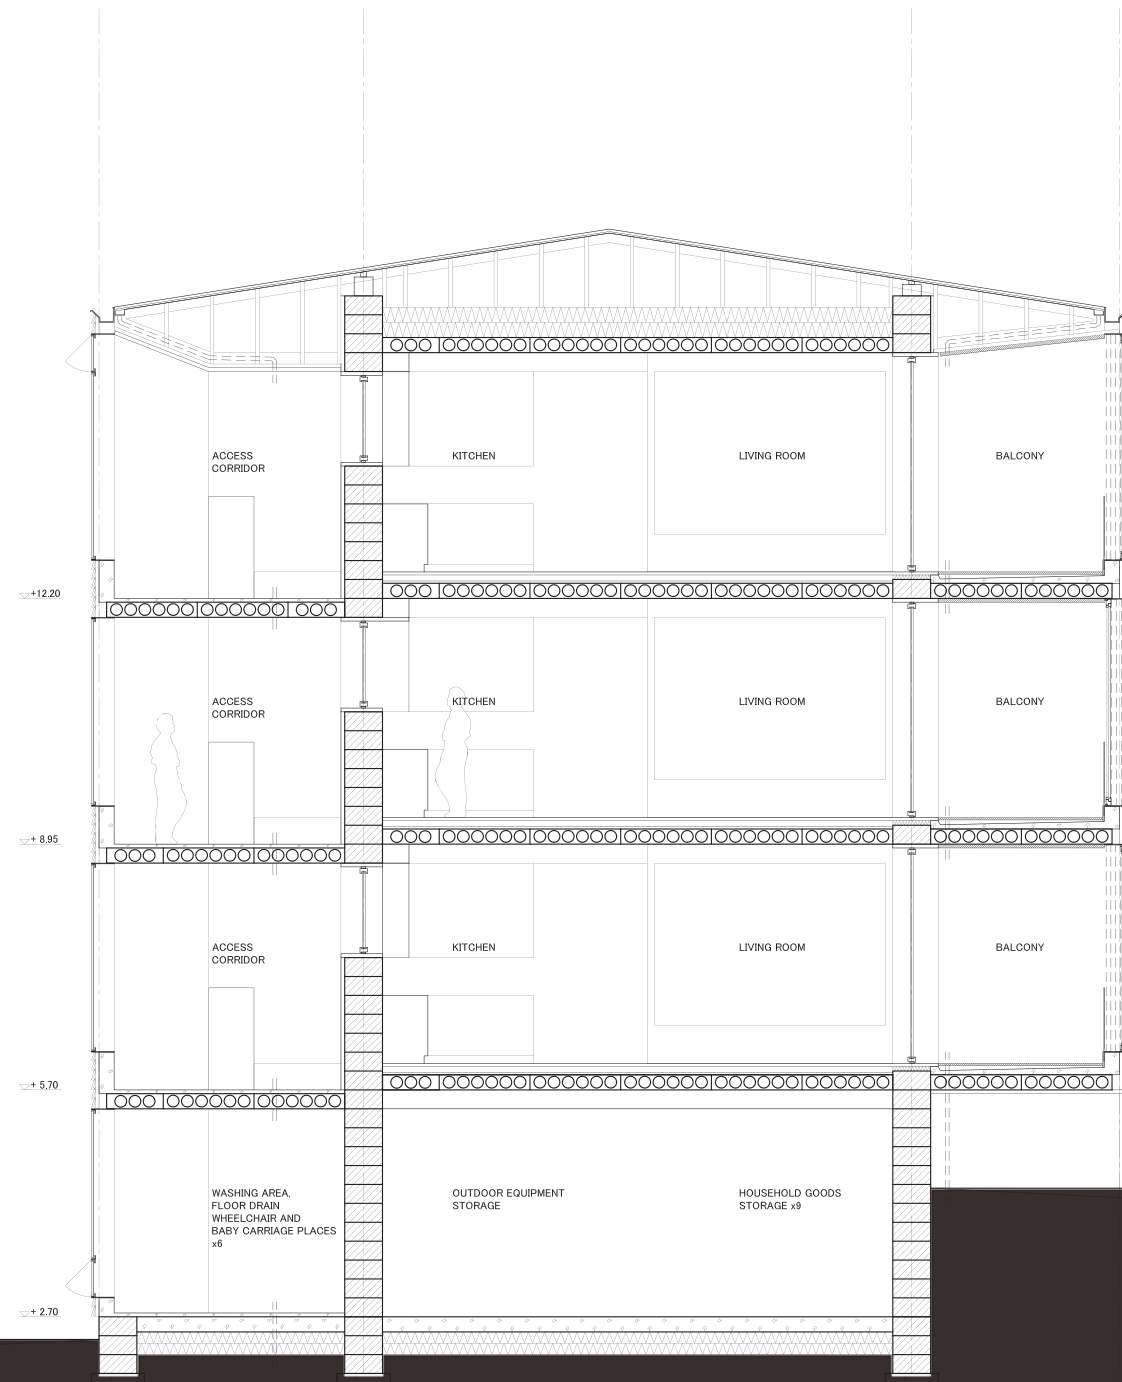 ACCESS
CORRIDOR
KITCHEN
LIVING ROOM
BALCONY
+12.20
ACCESS
CORRIDOR
KITCHEN
LIVING ROOM
BALCONY
+ 8.95
ACCESS
CORRIDOR
KITCHEN
LIVING ROOM
BALCONY
+ 5.70
WASHING AREA,
FLOOR DRAIN
WHEELCHAIR AND
BABY CARRIAGE PLACES
x6
OUTDOOR EQUIPMENT
STORAGE
HOUSEHOLD GOODS
STORAGE x9
+ 2.70